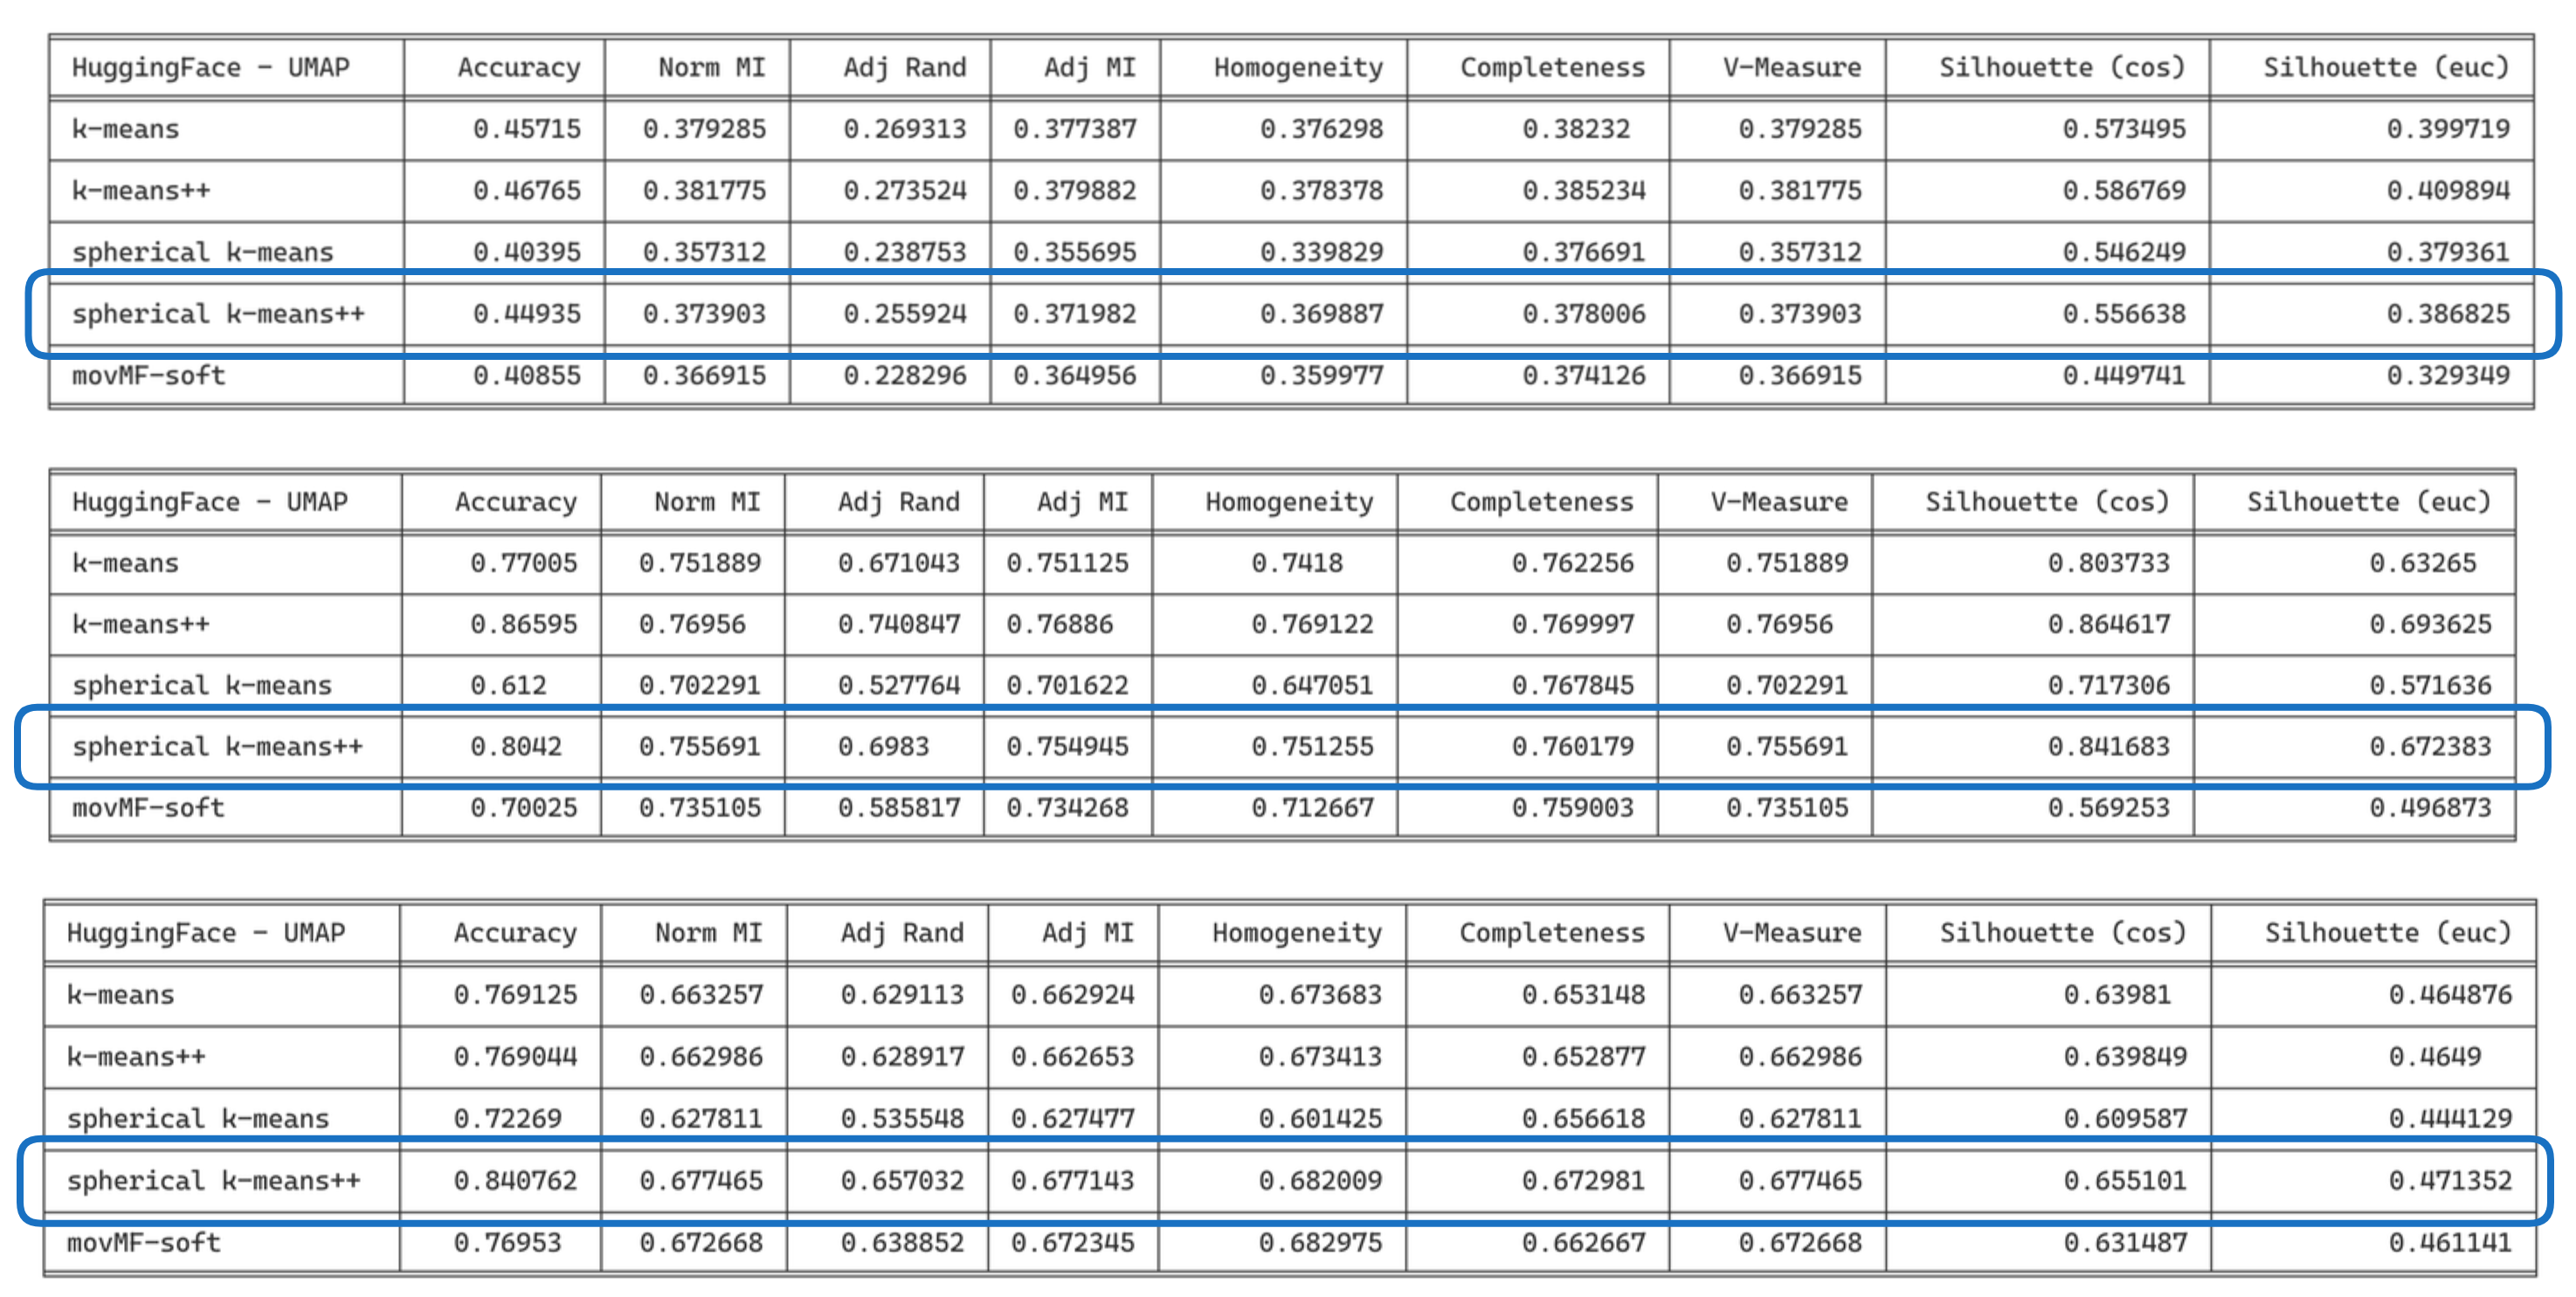 HuggingFace - UMAP Accuracy Norm MI Adj Rand Adj MI Homogeneity Completeness V-Measure Silhouette (cos) Silhouette (euc)
k-means 0.45715 0.379285 0.269313 0.377387 0.376298 0.38232 0.379285 0.573495 0.399719
k-means++ 0.46765 0.381775 0.273524 0.379882 0.378378 0.385234 0.381775 0.586769 0.409894
spherical k-means 0.40395 0.357312 0.238753 0.355695 0.339829 0.376691 0.357312 0.546249 0.379361
spherical k-means++ 0.44935 0.373903 0.255924 0.371982 0.369887 0.378006 0.373903 0.556638 0.386825
movMF-soft 0.40855 0.366915 0.228296 0.364956 0.359977 0.374126 0.366915 0.449741 0.329349
HuggingFace - UMAP Accuracy Norm MI Adj Rand Adj MI Homogeneity Completeness V-Measure Silhouette (cos) Silhouette (euc)
k-means 0.77005 0.751889 0.671043 0.751125 0.7418 0.762256 0.751889 0.803733 0.63265
k-means++ 0.86595 0.76956 0.740847 0.76886 0.769122 0.769997 0.76956 0.864617 0.693625
spherical k-means 0.612 0.702291 0.527764 0.701622 0.647051 0.767845 0.702291 0.717306 0.571636
spherical k-means++ 0.8042 0.755691 0.6983 0.754945 0.751255 0.760179 0.755691 0.841683 0.672383
movMF-soft 0.70025 0.735105 0.585817 0.734268 0.712667 0.759003 0.735105 0.569253 0.496873
HuggingFace - UMAP Accuracy Norm MI Adj Rand Adj MI Homogeneity Completeness V-Measure Silhouette (cos) Silhouette (euc)
k-means 0.769125 0.663257 0.629113 0.662924 0.673683 0.653148 0.663257 0.63981 0.464876
k-means++ 0.769044 0.662986 0.628917 0.662653 0.673413 0.652877 0.662986 0.639849 0.4649
spherical k-means 0.72269 0.627811 0.535548 0.627477 0.601425 0.656618 0.627811 0.609587 0.444129
spherical k-means++ 0.840762 0.677465 0.657032 0.677143 0.682009 0.672981 0.677465 0.655101 0.471352
movMF-soft 0.76953 0.672668 0.638852 0.672345 0.682975 0.662667 0.672668 0.631487 0.461141